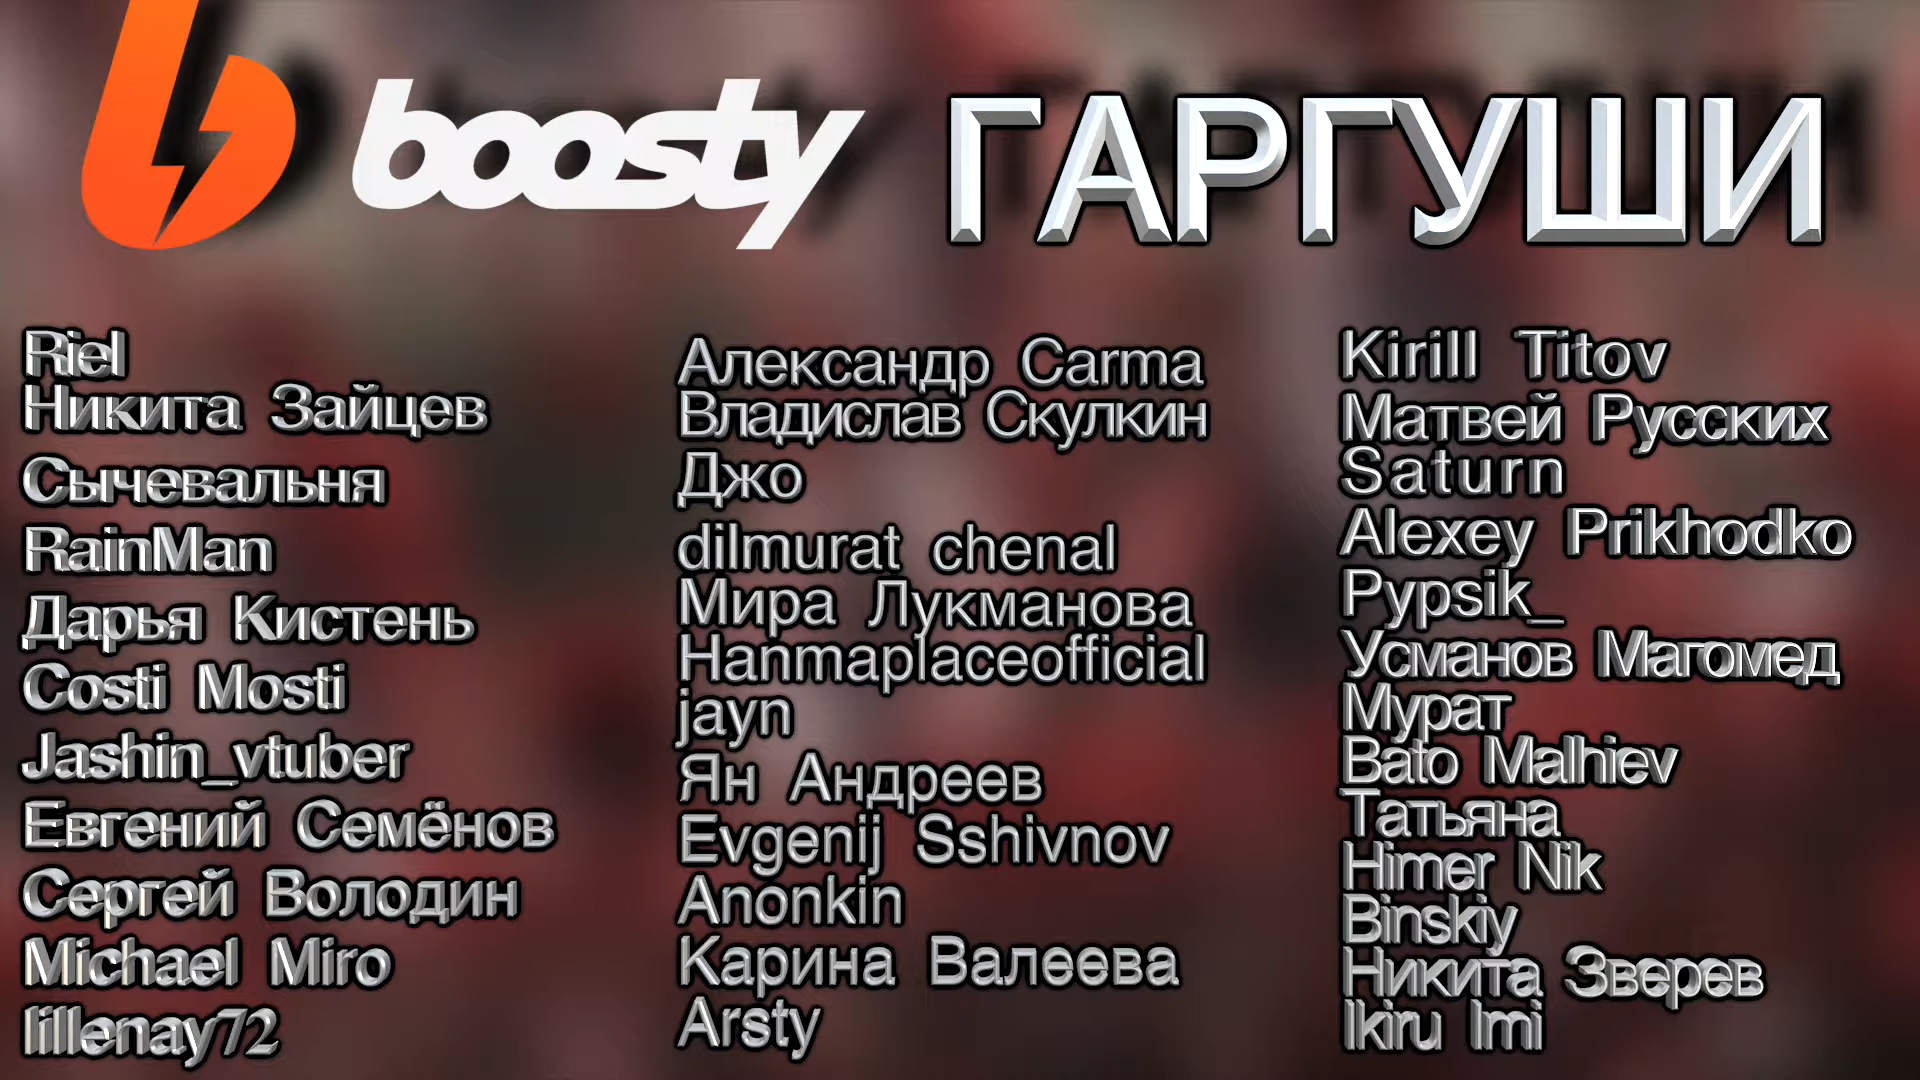 boosty ГАРГУШИ
Riel
Никита Зайцев
Сычевальня
RainMan
Дарья Кистень
Costi Mosti
Jashin_vtuber
Евгений Семёнов
Сергей Володин
Michael Miro
lillenay72
Александр Carma
Владислав Скулкин
Джо
dilmurat chenal
Мира Лукманова
Hanmaplaceofficial
jayn
Ян Андреев
Evgenij Sshivnov
Anonkin
Карина Валеева
Arsty
Kirill Titov
Матвей Русских
Saturn
Alexey Prikhodko
Pypsik_
Усманов Магомед
Мурат
Bato Malhiev
Татьяна
Himer Nik
Binskiy
Никита Зверев
Ikiru Imi